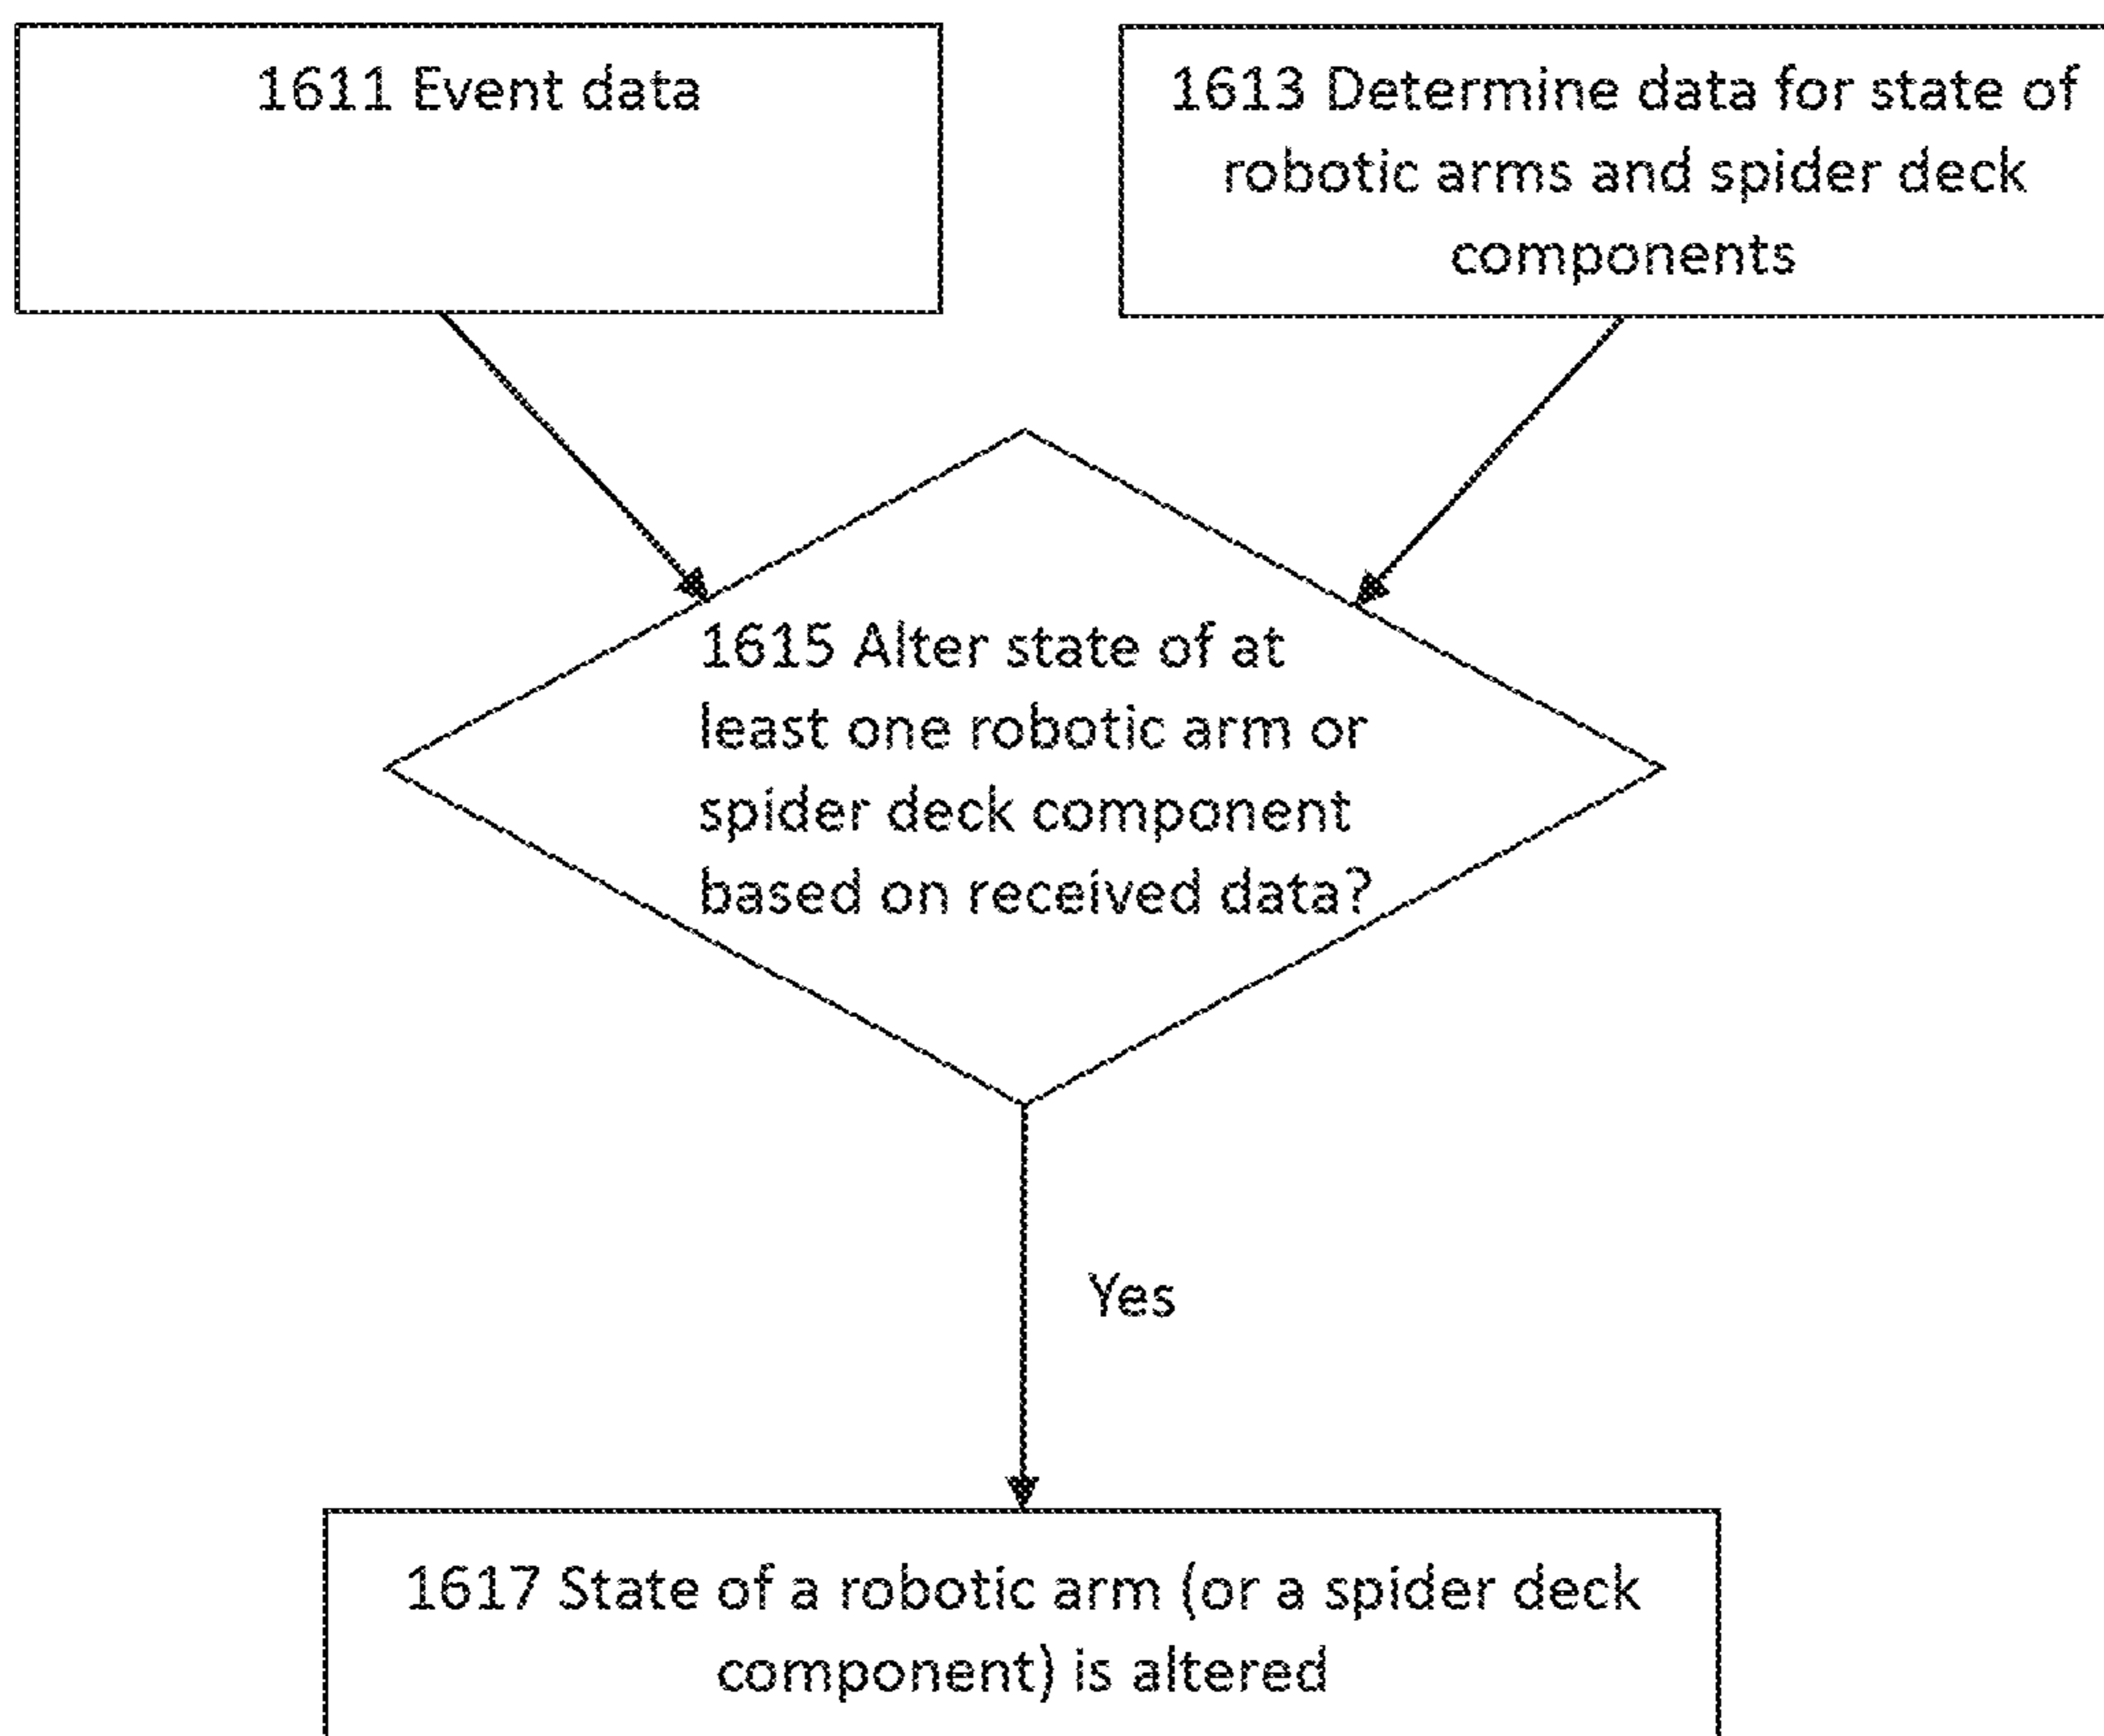 1611 Event data
1613 Determine data for state of
robotic arms and spider deck
components
1615 Alter state of at
least one robotic arm or
spider deck component
based on received data?
Yes
1617 State of a robotic arm (or a spider deck
component) is altered